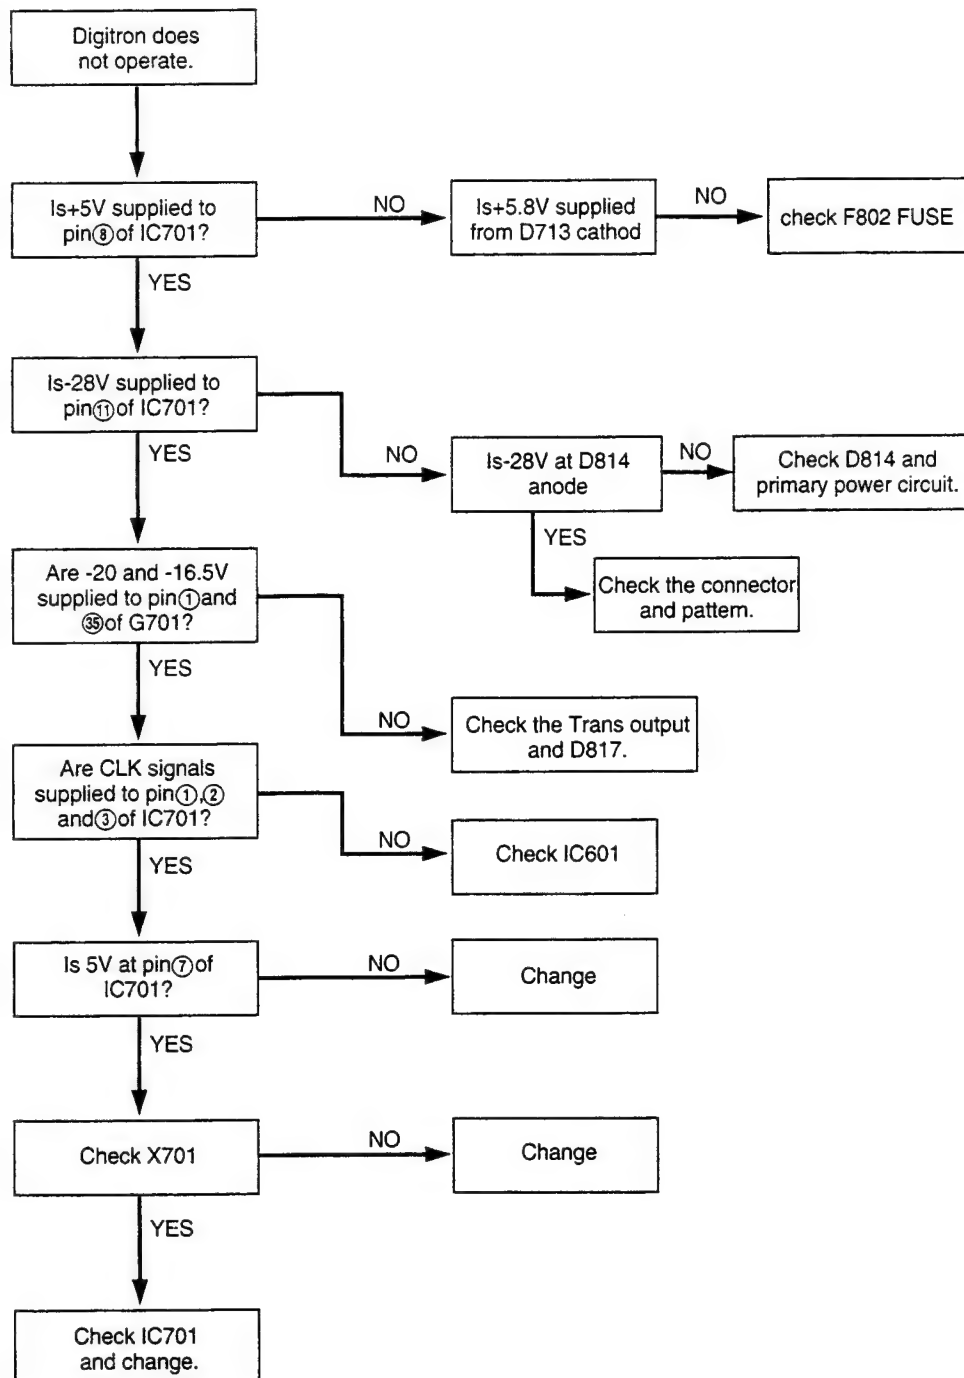 Digitron does
not operate.
Is+5V supplied to
pin⑧of IC701?
NO
Is+5.8V supplied
from D713 cathod
NO
check F802 FUSE
YES
Is-28V supplied to
pin⑪of IC701?
YES
NO
Is-28V at D814
anode
NO
Check D814 and
primary power circuit.
YES
Check the connector
and pattern.
Are -20 and -16.5V
supplied to pin①and
㉟of G701?
YES
NO
Check the Trans output
and D817.
Are CLK signals
supplied to pin①,②
and③of IC701?
YES
NO
Check IC601
Is 5V at pin⑦of
IC701?
NO
Change
YES
Check X701
NO
Change
YES
Check IC701
and change.